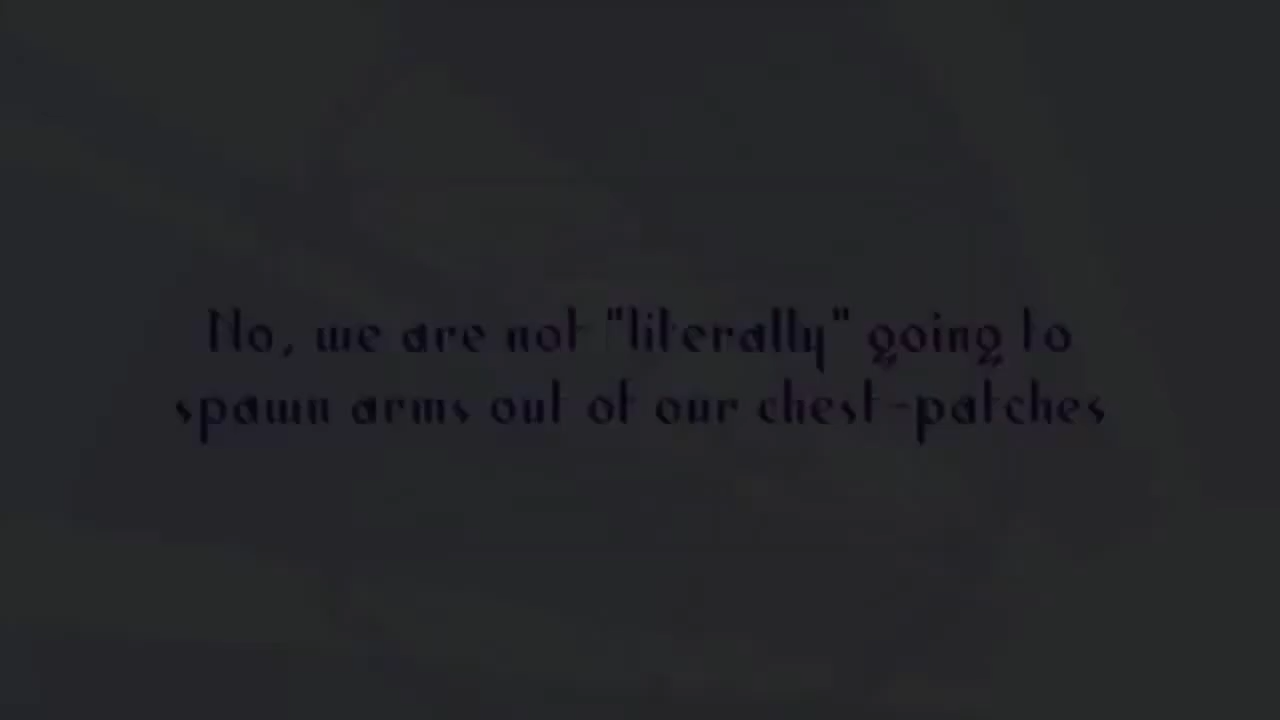 No, we are not "literally" going to
spawn arms out of our chest-patches